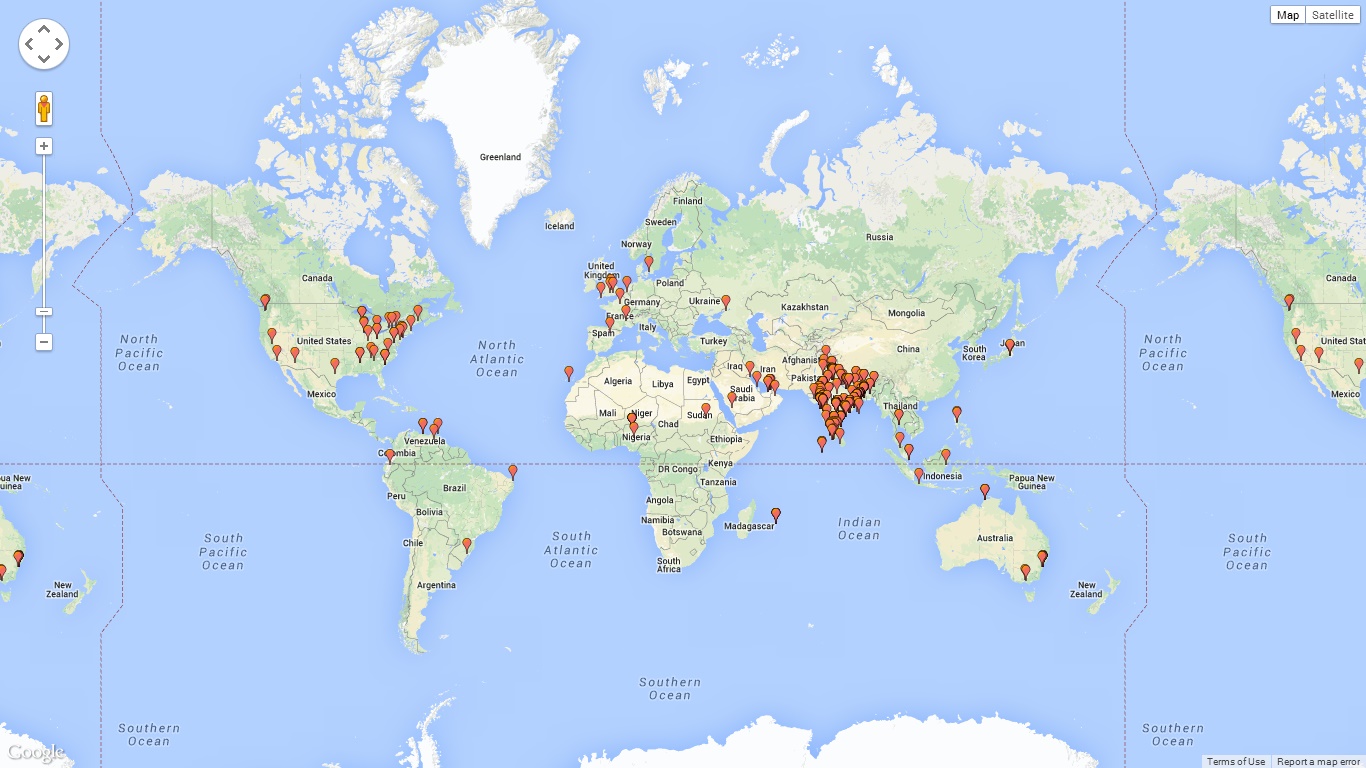 Map
Satellite
Greenland
Finland
Iceland
Sweden
Russia
Norway
United
Kingdom
Canada
Canada
Poland
Germany
Ukraine
Kazakhstan
Mongolia
France
Italy
Spain
Turkey
North
Pacific
Ocean
United States
North
Atlantic
Ocean
China
South
Korea
Japan
North
Pacific
Ocean
United Stat
Iraq
Iran
Afghanis
Pakist
Algeria
Libya
Egypt
Saudi
Arabia
Mexico
Mexico
Mali
Niger
Sudan
Chad
Thailand
Nigeria
Ethiopia
Venezuela
Colombia
DR Congo
Kenya
Tanzania
Indonesia
Papua New
Guinea
ua New
uinea
Peru
Brazil
Bolivia
Angola
Namibia
Botswana
Madagascar
Indian
Ocean
Australia
South
Pacific
Ocean
Chile
South
Atlantic
Ocean
South
Africa
South
Pacific
Ocean
Argentina
New
Zealand
New
Zealand
Southern
Ocean
Southern
Ocean
Southern
Ocean
Google
Terms of Use
Report a map error